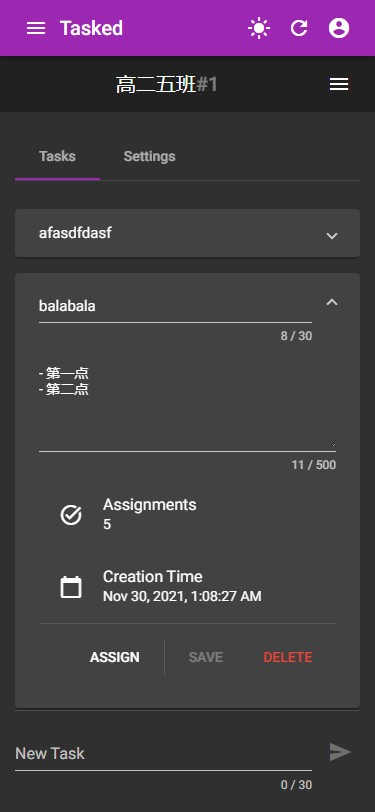 Tasked
高二五班#1
Tasks Settings
afasdfdasf
balabala
8 / 30
- 第一点
- 第二点
11 / 500
Assignments
5
Creation Time
Nov 30, 2021, 1:08:27 AM
ASSIGN SAVE DELETE
New Task
0 / 30